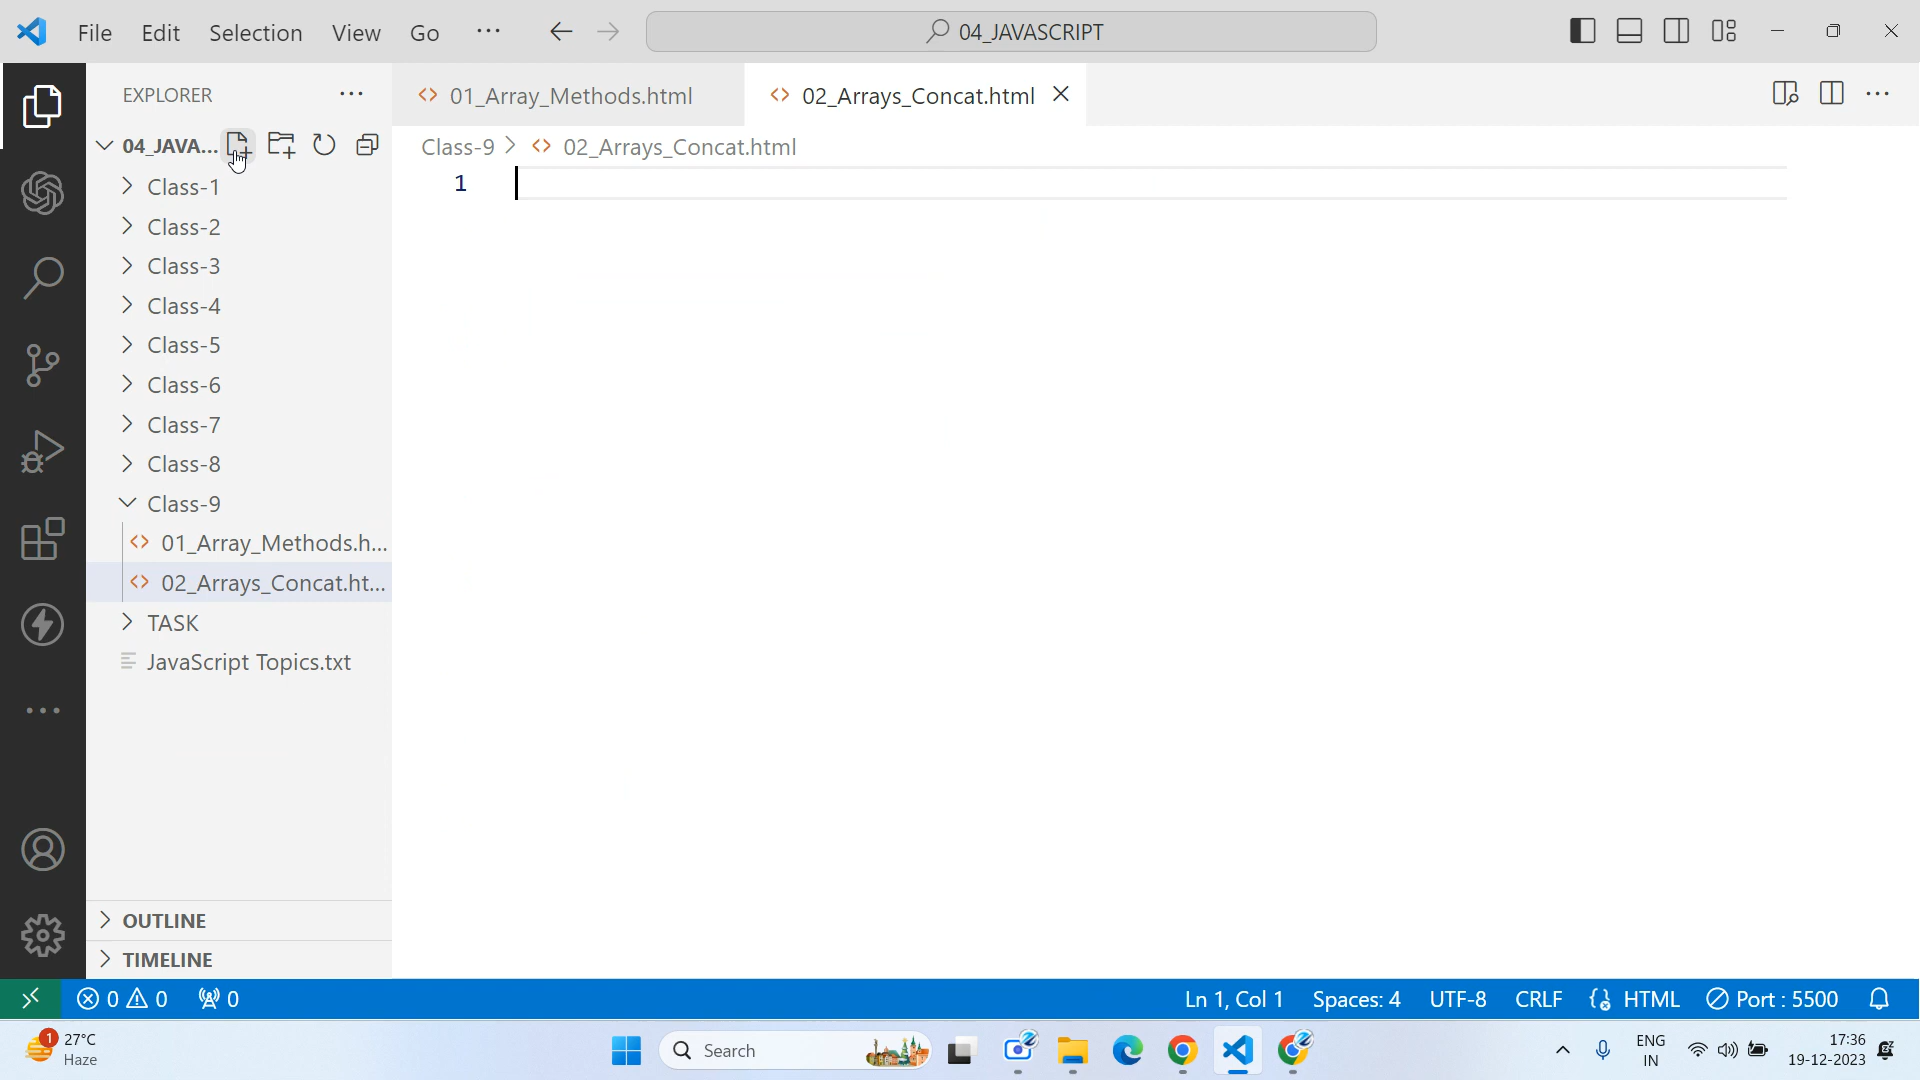 File Edit Selection View Go ··· 04_JAVASCRIPT
EXPLORER ···
01_Array_Methods.html
02_Arrays_Concat.html
04_JAVA...
Class-9 > 02_Arrays_Concat.html
1
Class-1
Class-2
Class-3
Class-4
Class-5
Class-6
Class-7
Class-8
Class-9
01_Array_Methods.h...
02_Arrays_Concat.ht...
TASK
JavaScript Topics.txt
OUTLINE
TIMELINE
0 0 0
Ln 1, Col 1 Spaces: 4 UTF-8 CRLF HTML Port : 5500
1
27°C
Haze
Search
ENG
IN
17:36
19-12-2023